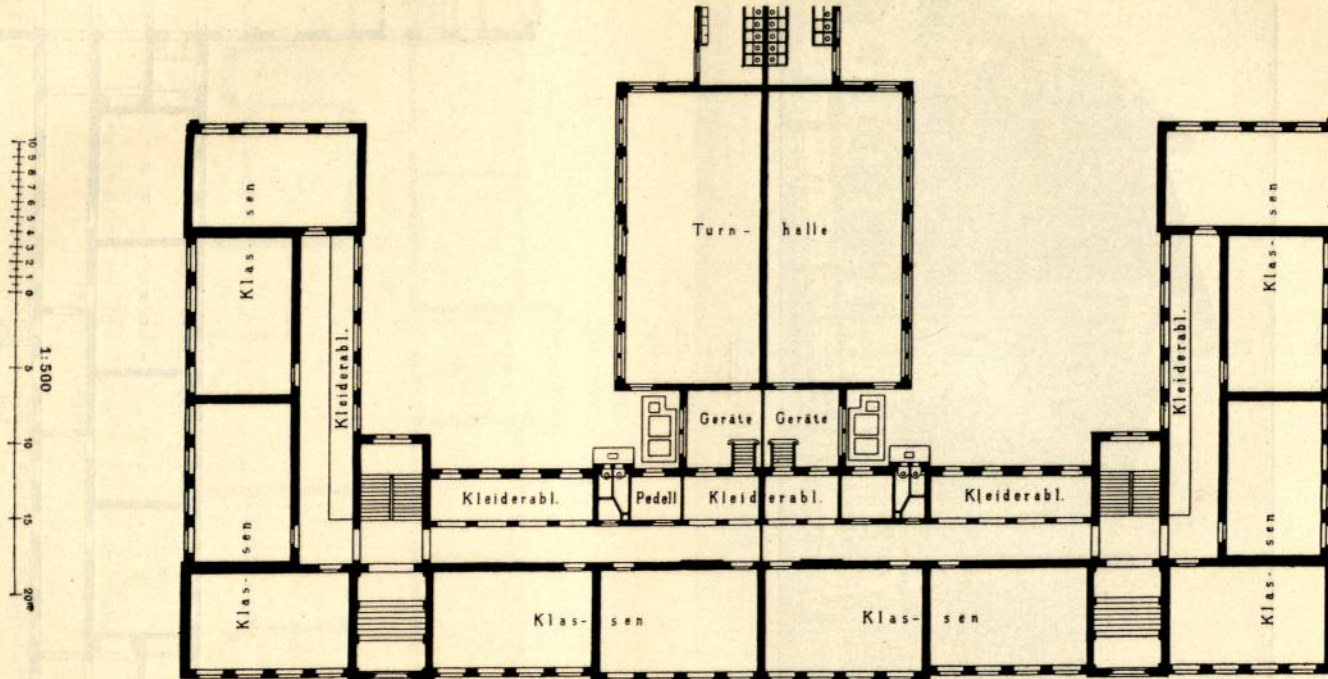 Turn- halle
Klas-
sen
Klas-
sen
Klas-
sen
Klas-
sen
Kleiderabl.
Kleiderabl.
Geräte Geräte
Kleiderabl. Pedell Kleiderabl. Kleiderabl.
Klas-
sen
Klas-
sen
Klas- sen Klas- sen
10 9 8 7 6 5 4 3 2 1 0 5 10 15 20m
1:500